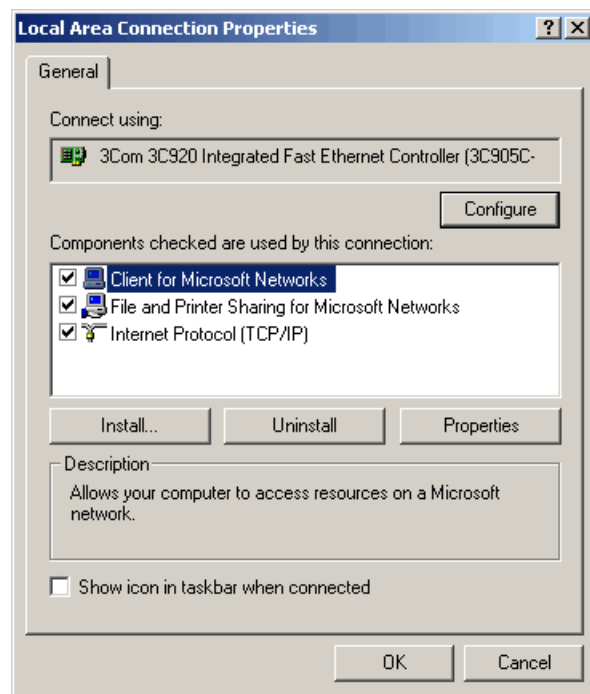 Local Area Connection Properties
General
Connect using:
3Com 3C920 Integrated Fast Ethernet Controller (3C905C-
Configure
Components checked are used by this connection:
Client for Microsoft Networks
File and Printer Sharing for Microsoft Networks
Internet Protocol (TCP/IP)
Install... Uninstall Properties
Description
Allows your computer to access resources on a Microsoft
network.
Show icon in taskbar when connected
OK Cancel